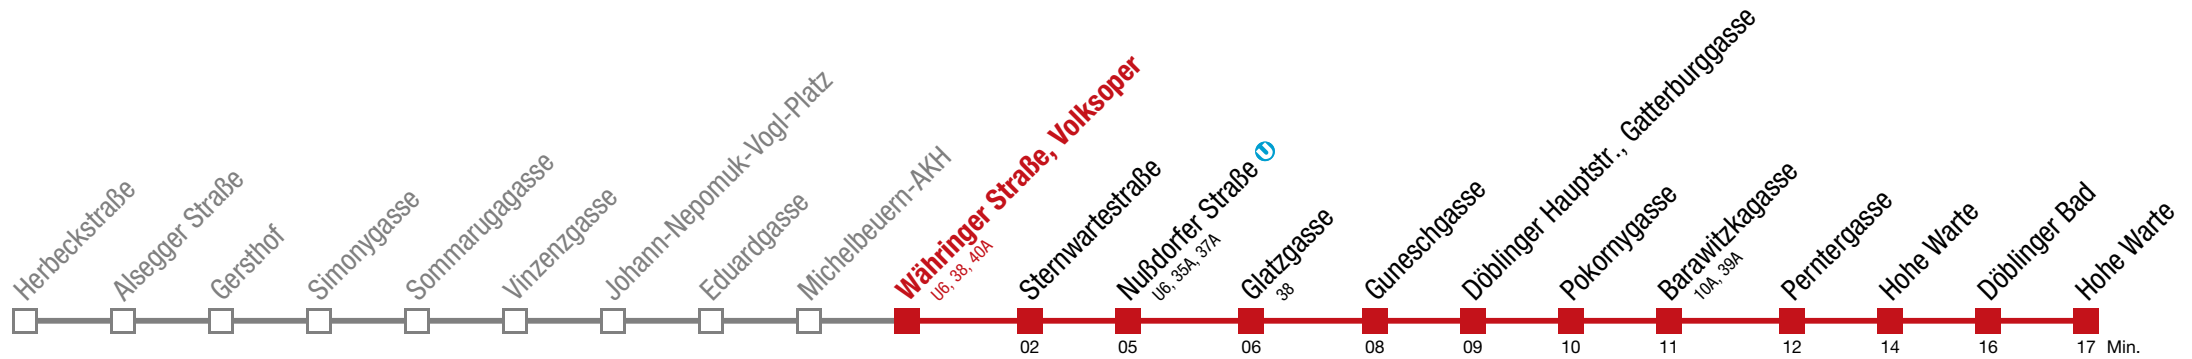 Herbeckstraße
Alsegger Straße
Gersthof
Simonygasse
Sommarugagasse
Vinzenzgasse
Johann-Nepomuk-Vogl-Platz
Eduardgasse
Michelbeuern-AKH
Währinger Straße, Volksoper
U6, 38, 40A
Sternwartestraße
Nußdorfer Straße U
U6, 35A, 37A
Glatzgasse
38
Guneschgasse
Döblinger Hauptstr., Gatterburggasse
Pokornygasse
Barawitzkagasse
10A, 39A
Perntergasse
Hohe Warte
Döblinger Bad
Hohe Warte
02 05 06 08 09 10 11 12 14 16 17 Min.